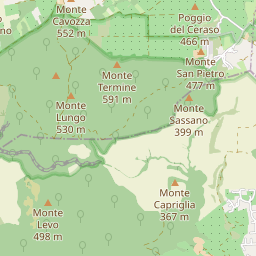 Monte
Cavozza
552 m
Poggio
del Ceraso
466 m
Monte
San Pietro
477 m
Monte
Termine
591 m
Monte
Lungo
530 m
Monte
Sassano
399 m
Monte
Capriglia
367 m
Monte
Levo
498 m